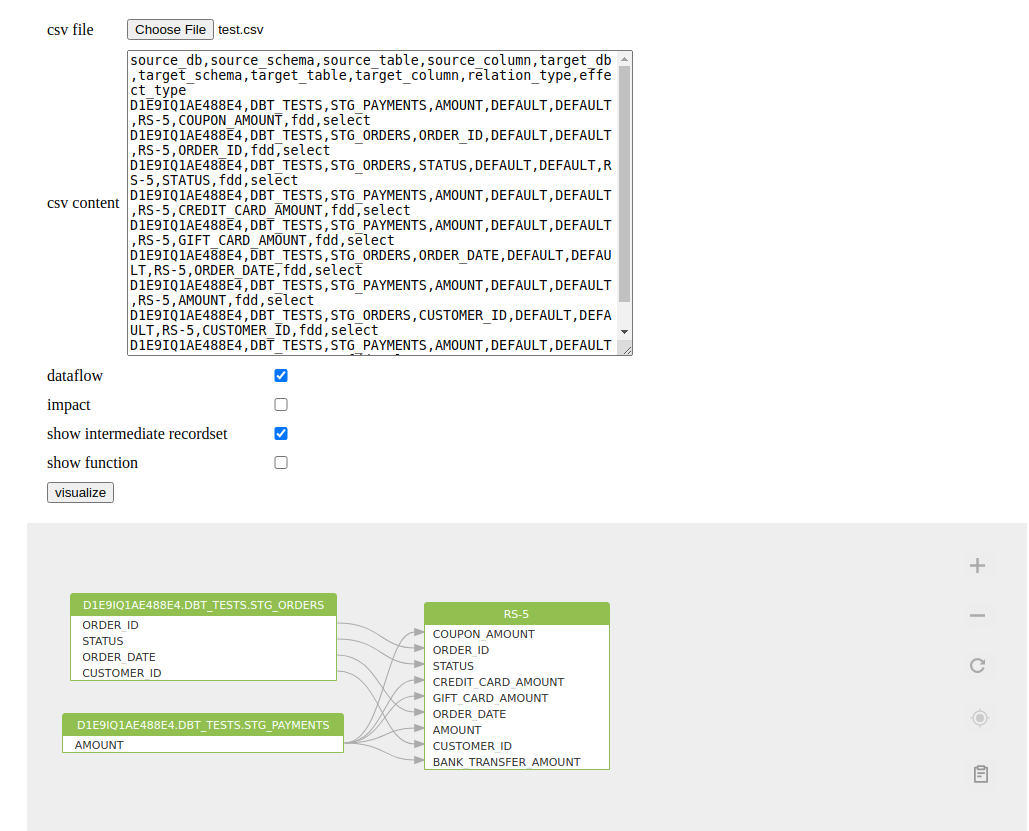 csv file
Choose File test.csv
csv content
source_db,source_schema,source_table,source_column,target_db
,target_schema,target_table,target_column,relation_type,effe
ct_type
D1E9IQ1AE488E4,DBT_TESTS,STG_PAYMENTS,AMOUNT,DEFAULT,DEFAULT
,RS-5,COUPON_AMOUNT,fdd,select
D1E9IQ1AE488E4,DBT_TESTS,STG_ORDERS,ORDER_ID,DEFAULT,DEFAULT
,RS-5,ORDER_ID,fdd,select
D1E9IQ1AE488E4,DBT_TESTS,STG_ORDERS,STATUS,DEFAULT,DEFAULT,R
S-5,STATUS,fdd,select
D1E9IQ1AE488E4,DBT_TESTS,STG_PAYMENTS,AMOUNT,DEFAULT,DEFAULT
,RS-5,CREDIT_CARD_AMOUNT,fdd,select
D1E9IQ1AE488E4,DBT_TESTS,STG_PAYMENTS,AMOUNT,DEFAULT,DEFAULT
,RS-5,GIFT_CARD_AMOUNT,fdd,select
D1E9IQ1AE488E4,DBT_TESTS,STG_ORDERS,ORDER_DATE,DEFAULT,DEFAU
LT,RS-5,ORDER_DATE,fdd,select
D1E9IQ1AE488E4,DBT_TESTS,STG_PAYMENTS,AMOUNT,DEFAULT,DEFAULT
,RS-5,AMOUNT,fdd,select
D1E9IQ1AE488E4,DBT_TESTS,STG_ORDERS,CUSTOMER_ID,DEFAULT,DEFA
ULT,RS-5,CUSTOMER_ID,fdd,select
D1E9IQ1AE488E4,DBT_TESTS,STG_PAYMENTS,AMOUNT,DEFAULT,DEFAULT
dataflow
impact
show intermediate recordset
show function
visualize
D1E9IQ1AE488E4.DBT_TESTS.STG_ORDERS
ORDER_ID
STATUS
ORDER_DATE
CUSTOMER_ID
D1E9IQ1AE488E4.DBT_TESTS.STG_PAYMENTS
AMOUNT
RS-5
COUPON_AMOUNT
ORDER_ID
STATUS
CREDIT_CARD_AMOUNT
GIFT_CARD_AMOUNT
ORDER_DATE
AMOUNT
CUSTOMER_ID
BANK_TRANSFER_AMOUNT